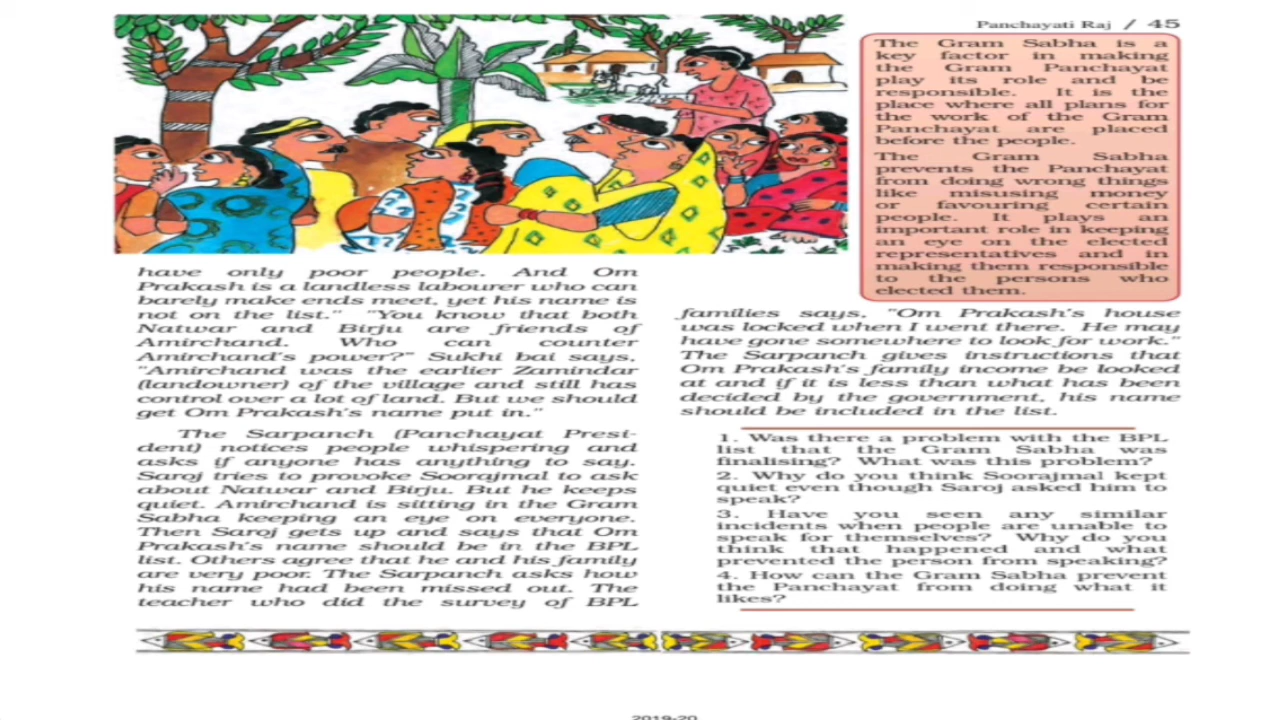 Panchayati Raj / 45
The Gram Sabha is a
key factor in making
the Gram Panchayat
play its role and be
responsible. It is the
place where all plans for
the work of the Gram
Panchayat are placed
before the people.
The Gram Sabha
prevents the Panchayat
from doing wrong things
like misusing money
or favouring certain
people. It plays an
important role in keeping
an eye on the elected
representatives and in
making them responsible
to the persons who
elected them.
have only poor people. And Om
Prakash is a landless labourer who can
barely make ends meet, yet his name is
not on the list." "You know that both
Natwar and Birju are friends of
Amirchand. Who can counter
Amirchand's power?" Sukhi bai says,
"Amirchand was the earlier Zamindar
(landowner) of the village and still has
control over a lot of land. But we should
get Om Prakash's name put in."
The Sarpanch (Panchayat Presi-
dent) notices people whispering and
asks if anyone has anything to say.
Saroj tries to provoke Soorajmal to ask
about Natwar and Birju. But he keeps
quiet. Amirchand is sitting in the Gram
Sabha keeping an eye on everyone.
Then Saroj gets up and says that Om
Prakash's name should be in the BPL
list. Others agree that he and his family
are very poor. The Sarpanch asks how
his name had been missed out. The
teacher who did the survey of BPL
families says, "Om Prakash's house
was locked when I went there. He may
have gone somewhere to look for work."
The Sarpanch gives instructions that
Om Prakash's family income be looked
at and if it is less than what has been
decided by the government, his name
should be included in the list.
1. Was there a problem with the BPL
list that the Gram Sabha was
finalising? What was this problem?
2. Why do you think Soorajmal kept
quiet even though Saroj asked him to
speak?
3. Have you seen any similar
incidents when people are unable to
speak for themselves? Why do you
think that happened and what
prevented the person from speaking?
4. How can the Gram Sabha prevent
the Panchayat from doing what it
likes?
2019-20